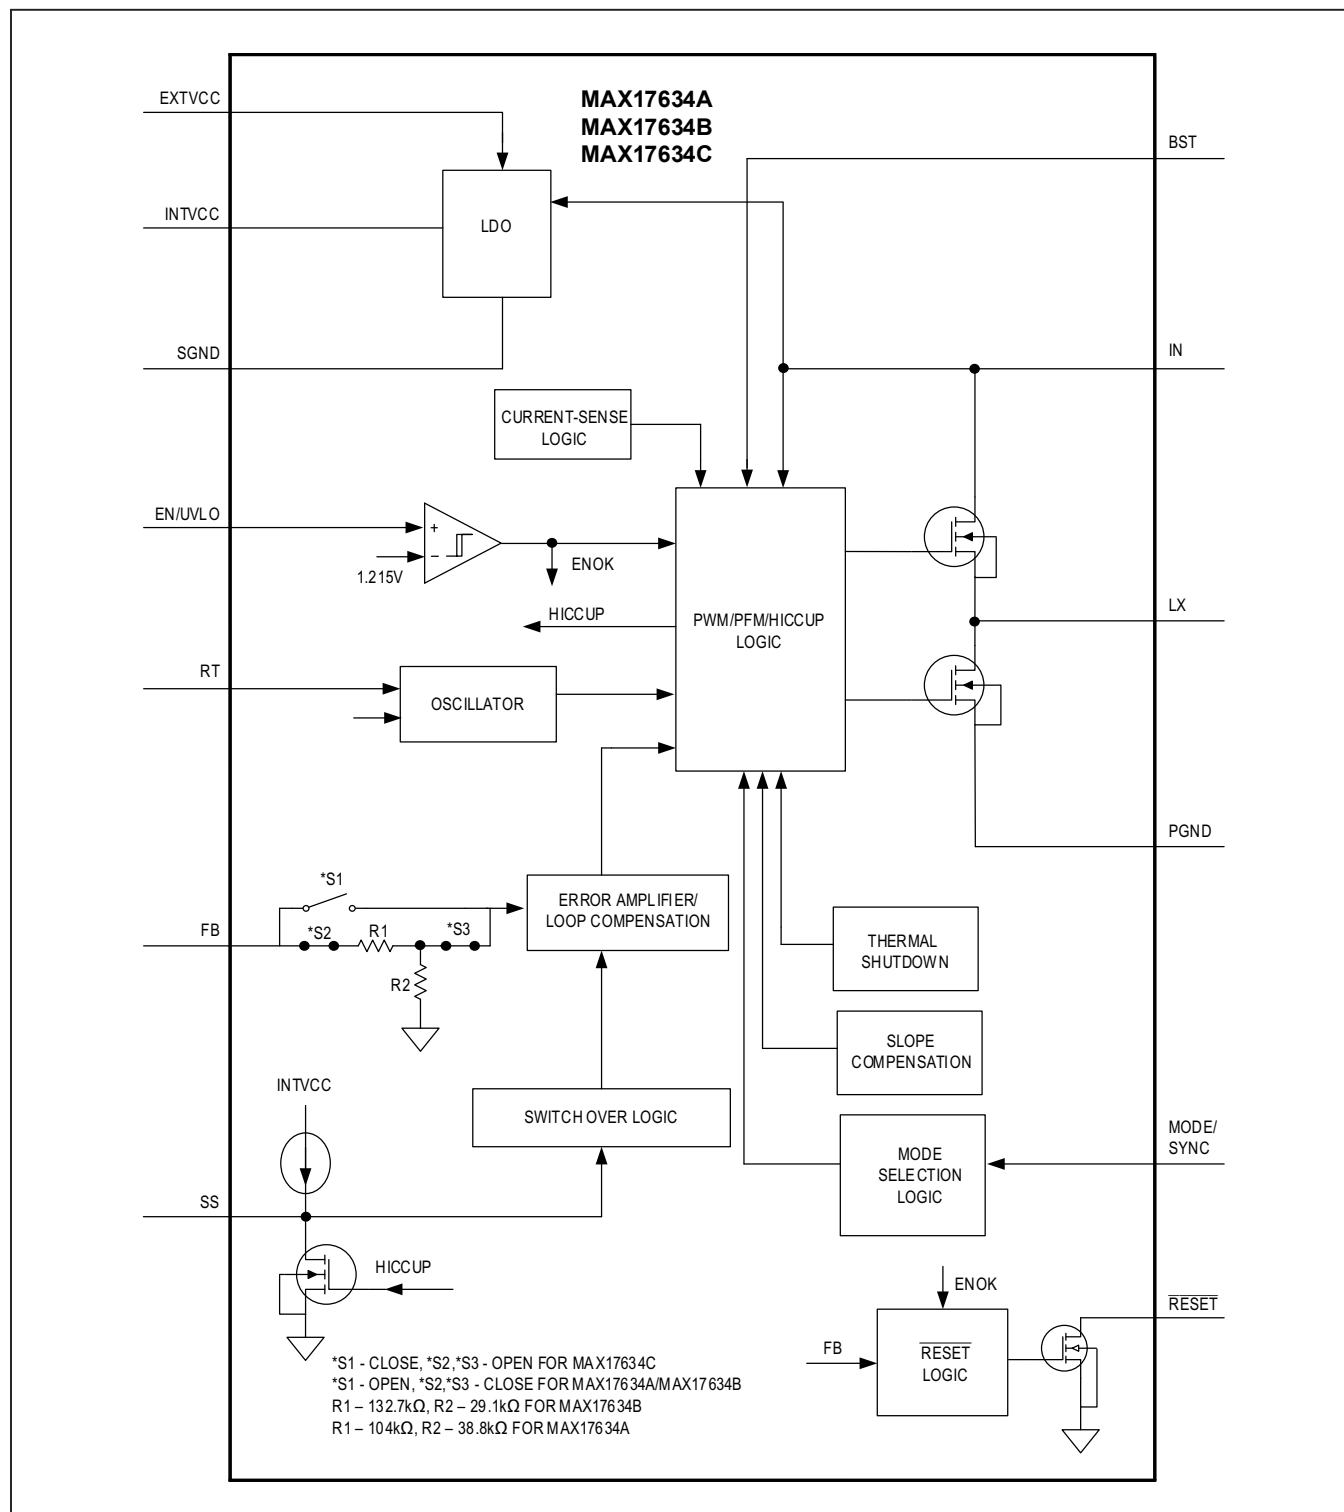 MAX17634A
MAX17634B
MAX17634C
EXTVCC
BST
LDO
INTVCC
SGND
IN
CURRENT-SENSE
LOGIC
EN/UVLO
+
−
1.215V
ENOK
HICCUP
PWM/PFM/HICCUP
LOGIC
LX
RT
OSCILLATOR
PGND
*S1
ERROR AMPLIFIER/
LOOP COMPENSATION
FB
*S2
R1
*S3
R2
THERMAL
SHUTDOWN
SLOPE
COMPENSATION
INTVCC
SWITCH OVER LOGIC
MODE
SELECTION
LOGIC
MODE/
SYNC
SS
HICCUP
ENOK
RESET
FB
RESET
LOGIC
*S1 - CLOSE, *S2,*S3 - OPEN FOR MAX17634C
*S1 - OPEN, *S2,*S3 - CLOSE FOR MAX17634A/MAX17634B
R1 – 132.7kΩ, R2 – 29.1kΩ FOR MAX17634B
R1 – 104kΩ, R2 – 38.8kΩ FOR MAX17634A